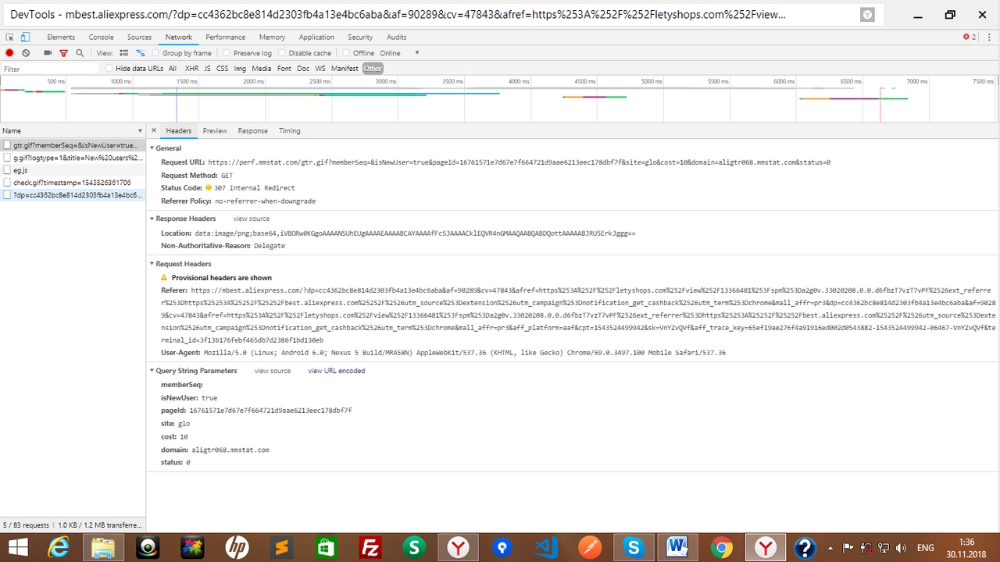 DevTools - mbest.aliexpress.com/?dp=cc4362bc8e814d2303fb4a13e4bc6aba&af=90289&cv=47843&afref=https%253A%252F%252Fletyshops.com%252Fview...
Elements Console Sources Network Performance Memory Application Security Audits 2
View: Group by frame Preserve log Disable cache Offline Online
Filter Hide data URLs All XHR JS CSS Img Media Font Doc WS Manifest Other
500 ms 1000 ms 1500 ms 2000 ms 2500 ms 3000 ms 3500 ms 4000 ms 4500 ms 5000 ms 5500 ms 6000 ms 6500 ms 7000 ms 7500 ms
Name
gtr.gif?memberSeq=&isNewUser=true...
g.gif?logtype=1&title=New%20users%2...
eg.js
check.gif?timestamp=1543526361706
?dp=cc4362bc8e814d2303fb4a13e4bc6...
5 / 83 requests | 1.0 KB / 1.2 MB transferre...
Headers Preview Response Timing
General
Request URL: https://perf.mmstat.com/gtr.gif?memberSeq=&isNewUser=true&pageId=16761571e7d67e7f664721d9aae6213eec178dbf7f&site=glo&cost=10&domain=aligtr068.mmstat.com&status=0
Request Method: GET
Status Code: 307 Internal Redirect
Referrer Policy: no-referrer-when-downgrade
Response Headers view source
Location: data:image/png;base64,iVBORw0KGgoAAAANSUhEUgAAAAEAAAABCAYAAAAfFcSJAAAACklEQVR4nGMAAQAABQABDQottAAAAABJRU5ErkJggg==
Non-Authoritative-Reason: Delegate
Request Headers
Provisional headers are shown
Referer: https://mbest.aliexpress.com/?dp=cc4362bc8e814d2303fb4a13e4bc6aba&af=90289&cv=47843&afref=https%253A%252F%252Fletyshops.com%252Fview%252F13366481%253Fspm%253Da2g0v.33020208.0.0.d6fbzT7vzT7vPF%2526ext_referre
r%253Dhttps%25253A%25252F%25252Fbest.aliexpress.com%25252F%2526utm_source%253Dextension%2526utm_campaign%253Dnotification_get_cashback%2526utm_term%253Dchrome&mall_affr=pr3&dp=cc4362bc8e814d2303fb4a13e4bc6aba&af=9028
9&cv=47843&afref=https%253A%252F%252Fletyshops.com%252Fview%252F13366481%253Fspm%253Da2g0v.33020208.0.0.d6fbzT7vzT7vPF%2526ext_referrer%253Dhttps%25253A%25252F%25252Fbest.aliexpress.com%25252F%2526utm_source%253Dexte
nsion%2526utm_campaign%253Dnotification_get_cashback%2526utm_term%253Dchrome&mall_affr=pr3&aff_platform=aaf&cpt=1543524499942&sk=VnYZvQVf&aff_trace_key=65ef19ae276f4a91916ed002d0543882-1543524499942-06467-VnYZvQVf&te
rminal_id=3f13b176febf465db7d2386f1bd130eb
User-Agent: Mozilla/5.0 (Linux; Android 6.0; Nexus 5 Build/MRA58N) AppleWebKit/537.36 (KHTML, like Gecko) Chrome/69.0.3497.100 Mobile Safari/537.36
Query String Parameters view source view URL encoded
memberSeq:
isNewUser: true
pageId: 16761571e7d67e7f664721d9aae6213eec178dbf7f
site: glo
cost: 10
domain: aligtr068.mmstat.com
status: 0
ENG 1:36
30.11.2018